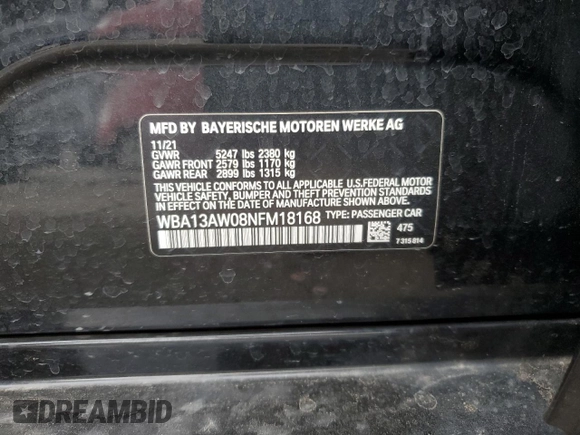 MFD BY BAYERISCHE MOTOREN WERKE AG
11/21
GVWR 5247 lbs 2380 kg
GAWR FRONT 2579 lbs 1170 kg
GAWR REAR 2899 lbs 1315 kg
THIS VEHICLE CONFORMS TO ALL APPLICABLE U.S.FEDERAL MOTOR
VEHICLE SAFETY, BUMPER AND THEFT PREVENTION STANDARDS
IN EFFECT ON THE DATE OF MANUFACTURE SHOWN ABOVE.
WBA13AW08NFM18168 TYPE: PASSENGER CAR
475
7315814
DREAMBID